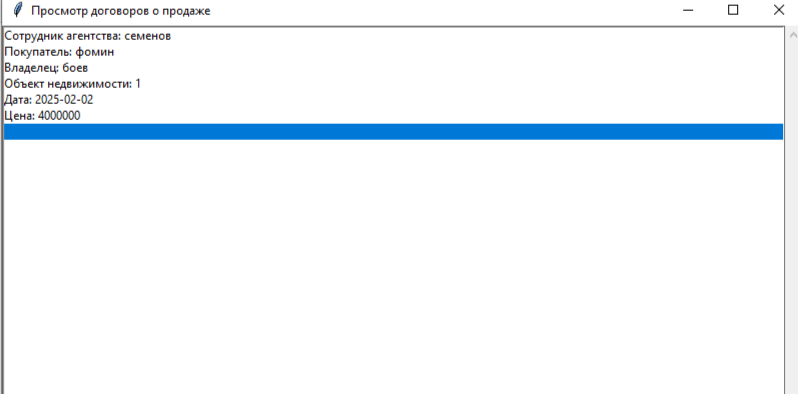 Просмотр договоров о продаже
Сотрудник агентства: семенов
Покупатель: фомин
Владелец: боев
Объект недвижимости: 1
Дата: 2025-02-02
Цена: 4000000